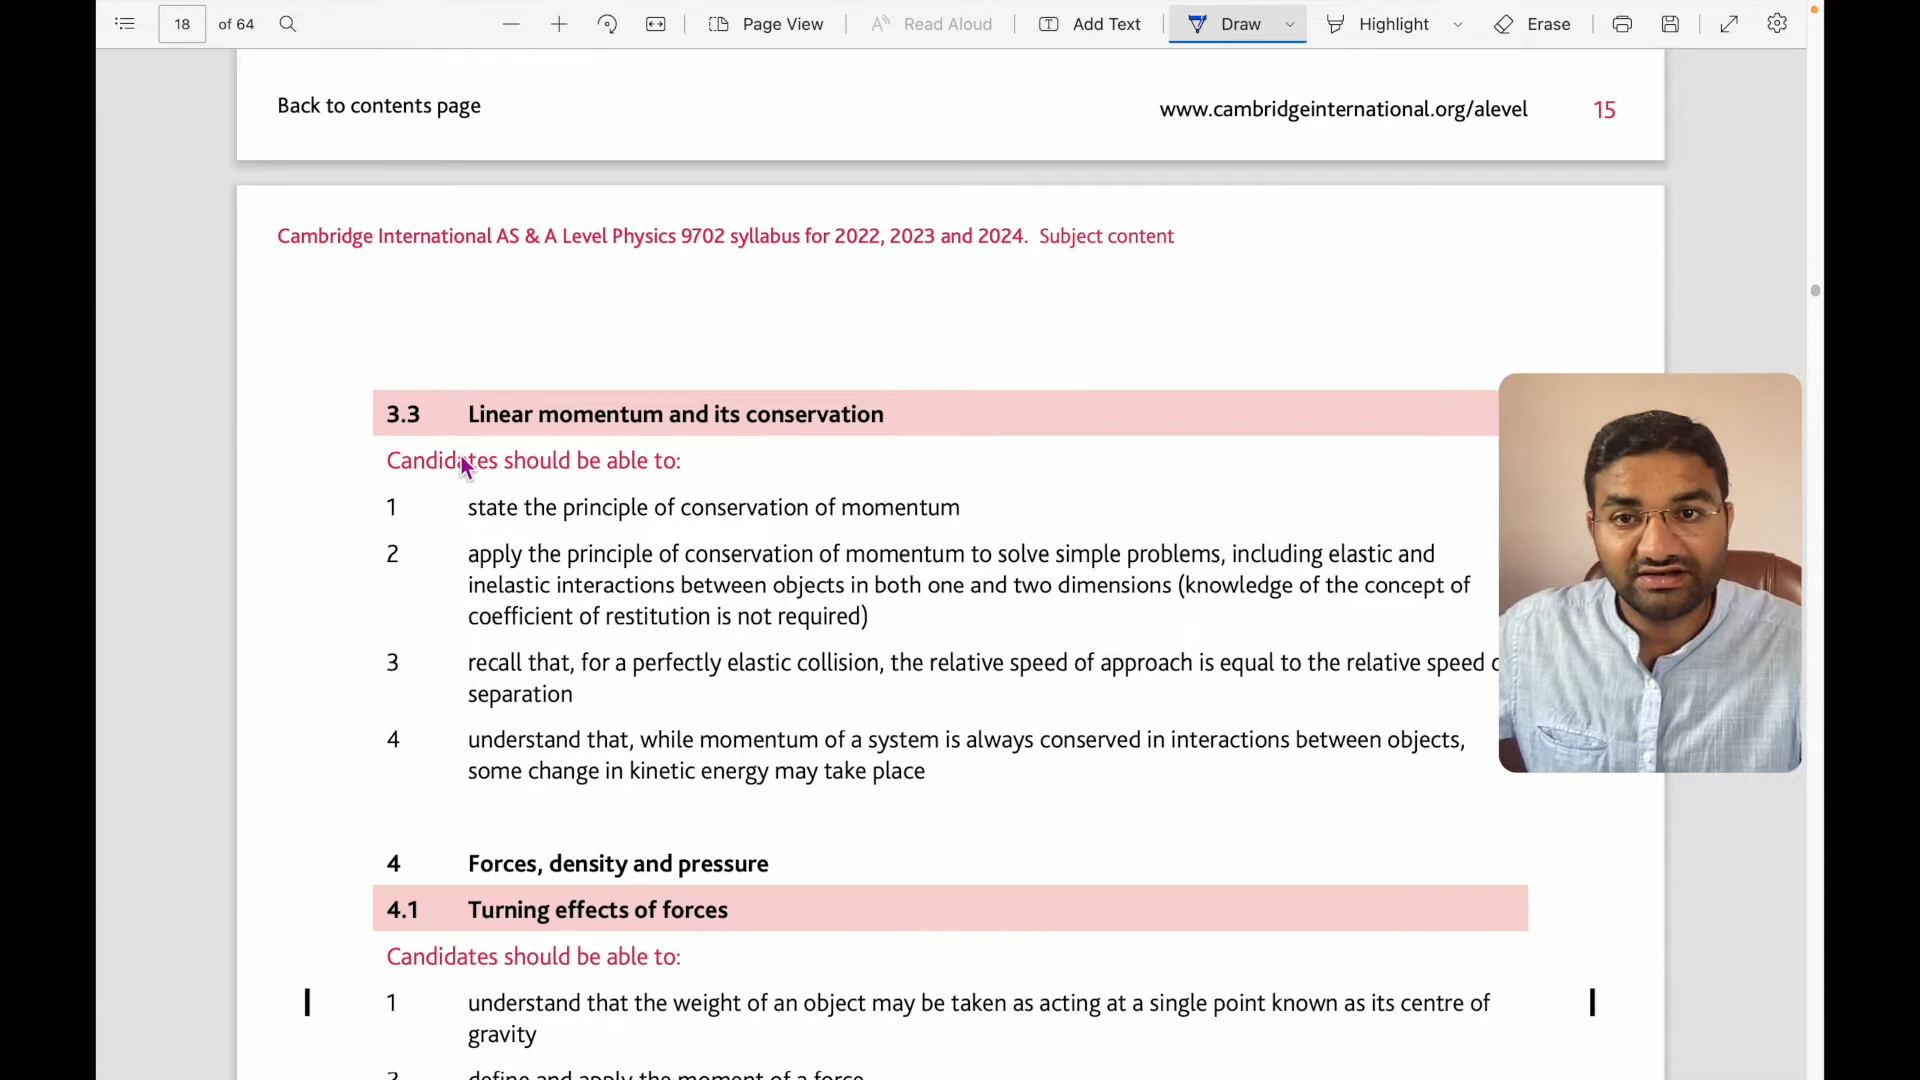 18 of 64 Page View Read Aloud Add Text Draw Highlight Erase
Back to contents page www.cambridgeinternational.org/alevel 15
Cambridge International AS & A Level Physics 9702 syllabus for 2022, 2023 and 2024. Subject content
3.3 Linear momentum and its conservation
Candidates should be able to:
1 state the principle of conservation of momentum
2 apply the principle of conservation of momentum to solve simple problems, including elastic and
inelastic interactions between objects in both one and two dimensions (knowledge of the concept of
coefficient of restitution is not required)
3 recall that, for a perfectly elastic collision, the relative speed of approach is equal to the relative speed
separation
4 understand that, while momentum of a system is always conserved in interactions between objects,
some change in kinetic energy may take place
4 Forces, density and pressure
4.1 Turning effects of forces
Candidates should be able to:
1 understand that the weight of an object may be taken as acting at a single point known as its centre of
gravity
2 define and apply the moment of a force